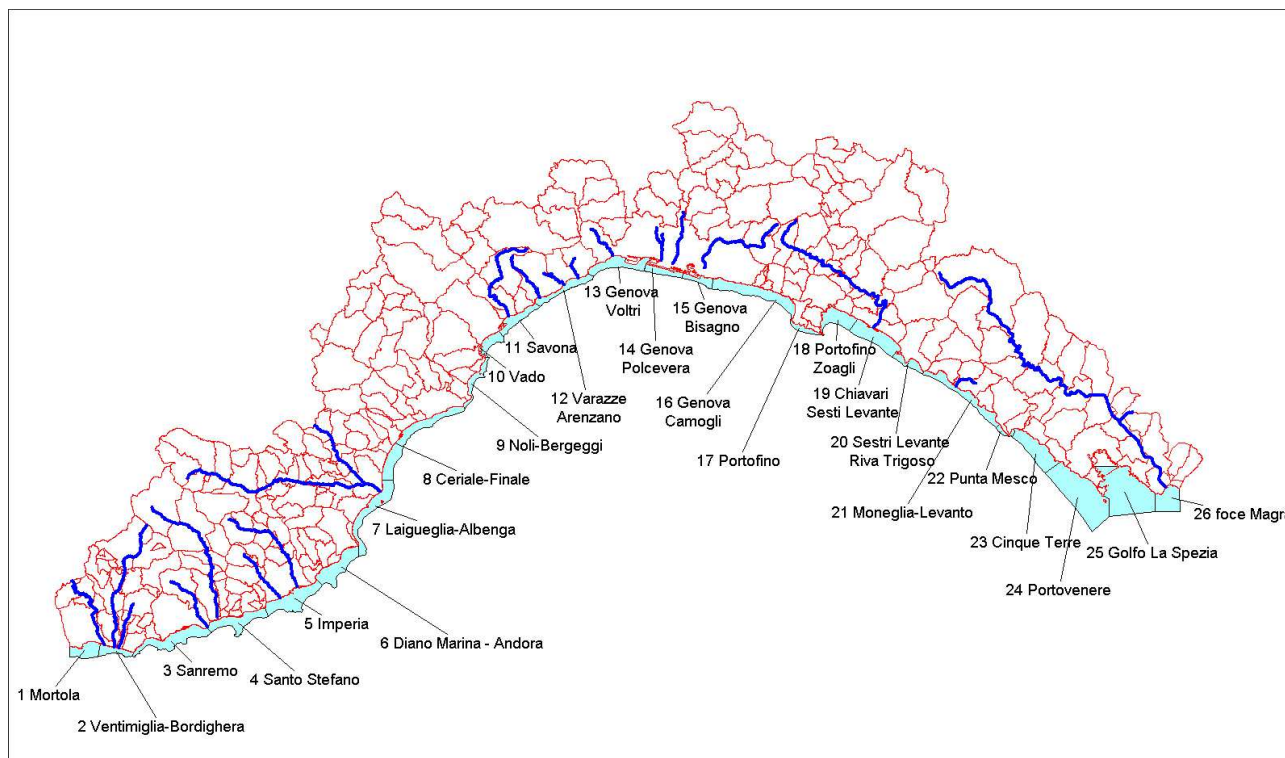 1 Mortola
2 Ventimiglia-Bordighera
3 Sanremo
4 Santo Stefano
5 Imperia
6 Diano Marina - Andora
7 Laigueglia-Albenga
8 Ceriale-Finale
9 Noli-Bergeggi
10 Vado
11 Savona
12 Varazze
Arenzano
13 Genova
Voltri
14 Genova
Polcevera
15 Genova
Bisagno
16 Genova
Camogli
17 Portofino
18 Portofino
Zoagli
19 Chiavari
Sesti Levante
20 Sestri Levante
Riva Trigoso
21 Moneglia-Levanto
22 Punta Mesco
23 Cinque Terre
24 Portovenere
25 Golfo La Spezia
26 foce Magra